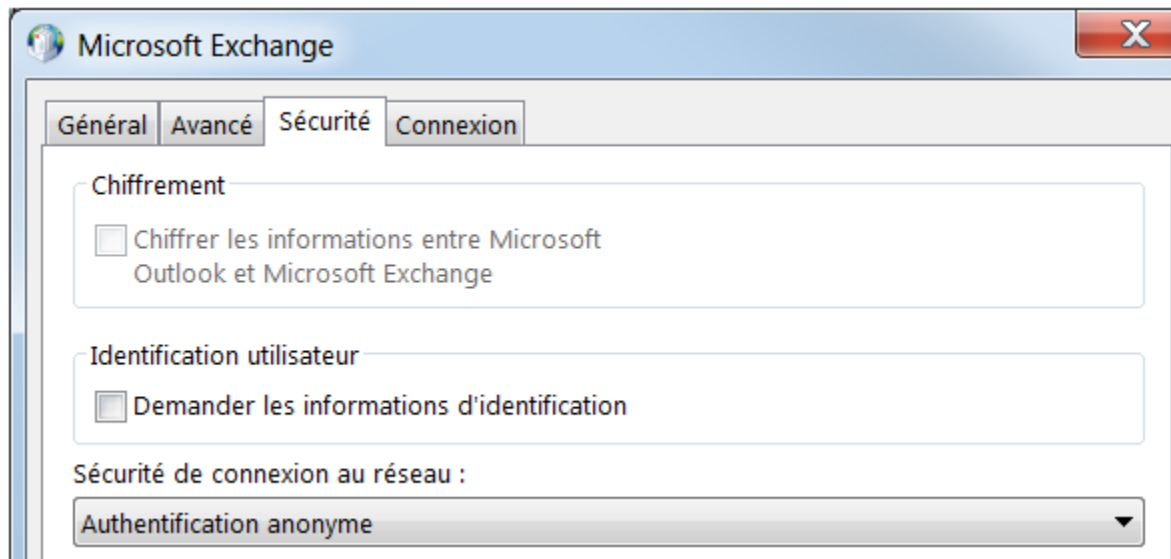 Microsoft Exchange
Général Avancé Sécurité Connexion
Chiffrement
Chiffrer les informations entre Microsoft
Outlook et Microsoft Exchange
Identification utilisateur
Demander les informations d'identification
Sécurité de connexion au réseau :
Authentification anonyme